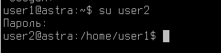 user1@astra:~$ su user2
Пароль:
user2@astra:/home/user1$